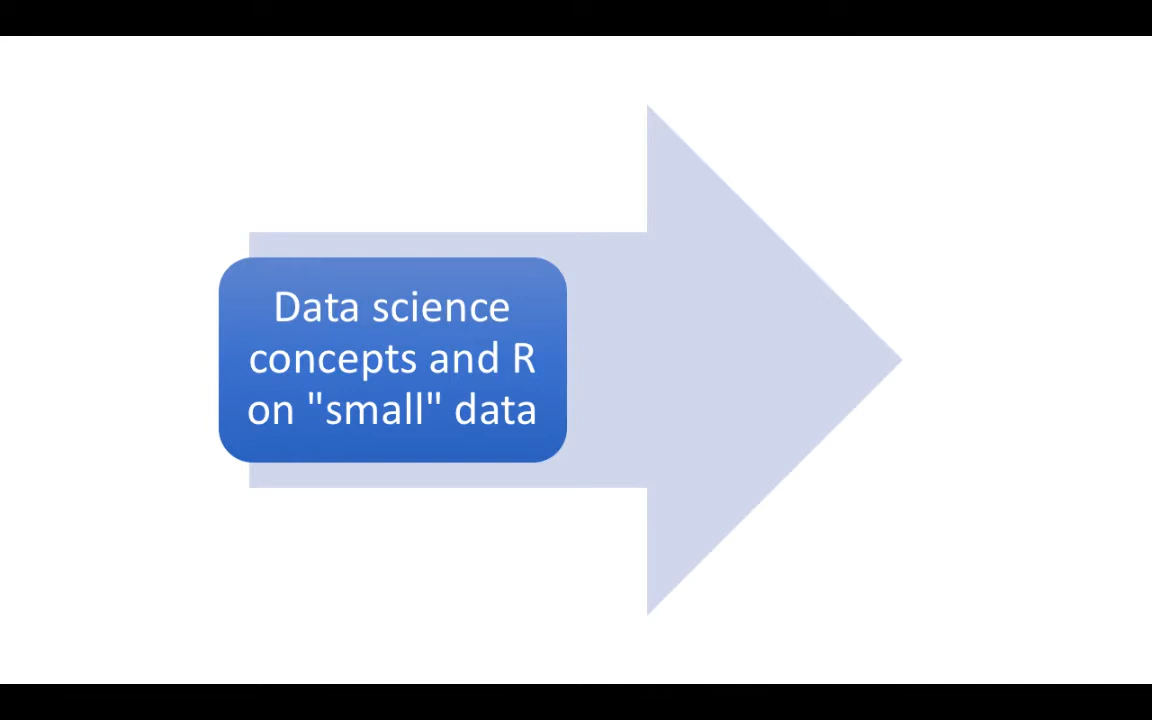 Data science
concepts and R
on "small" data